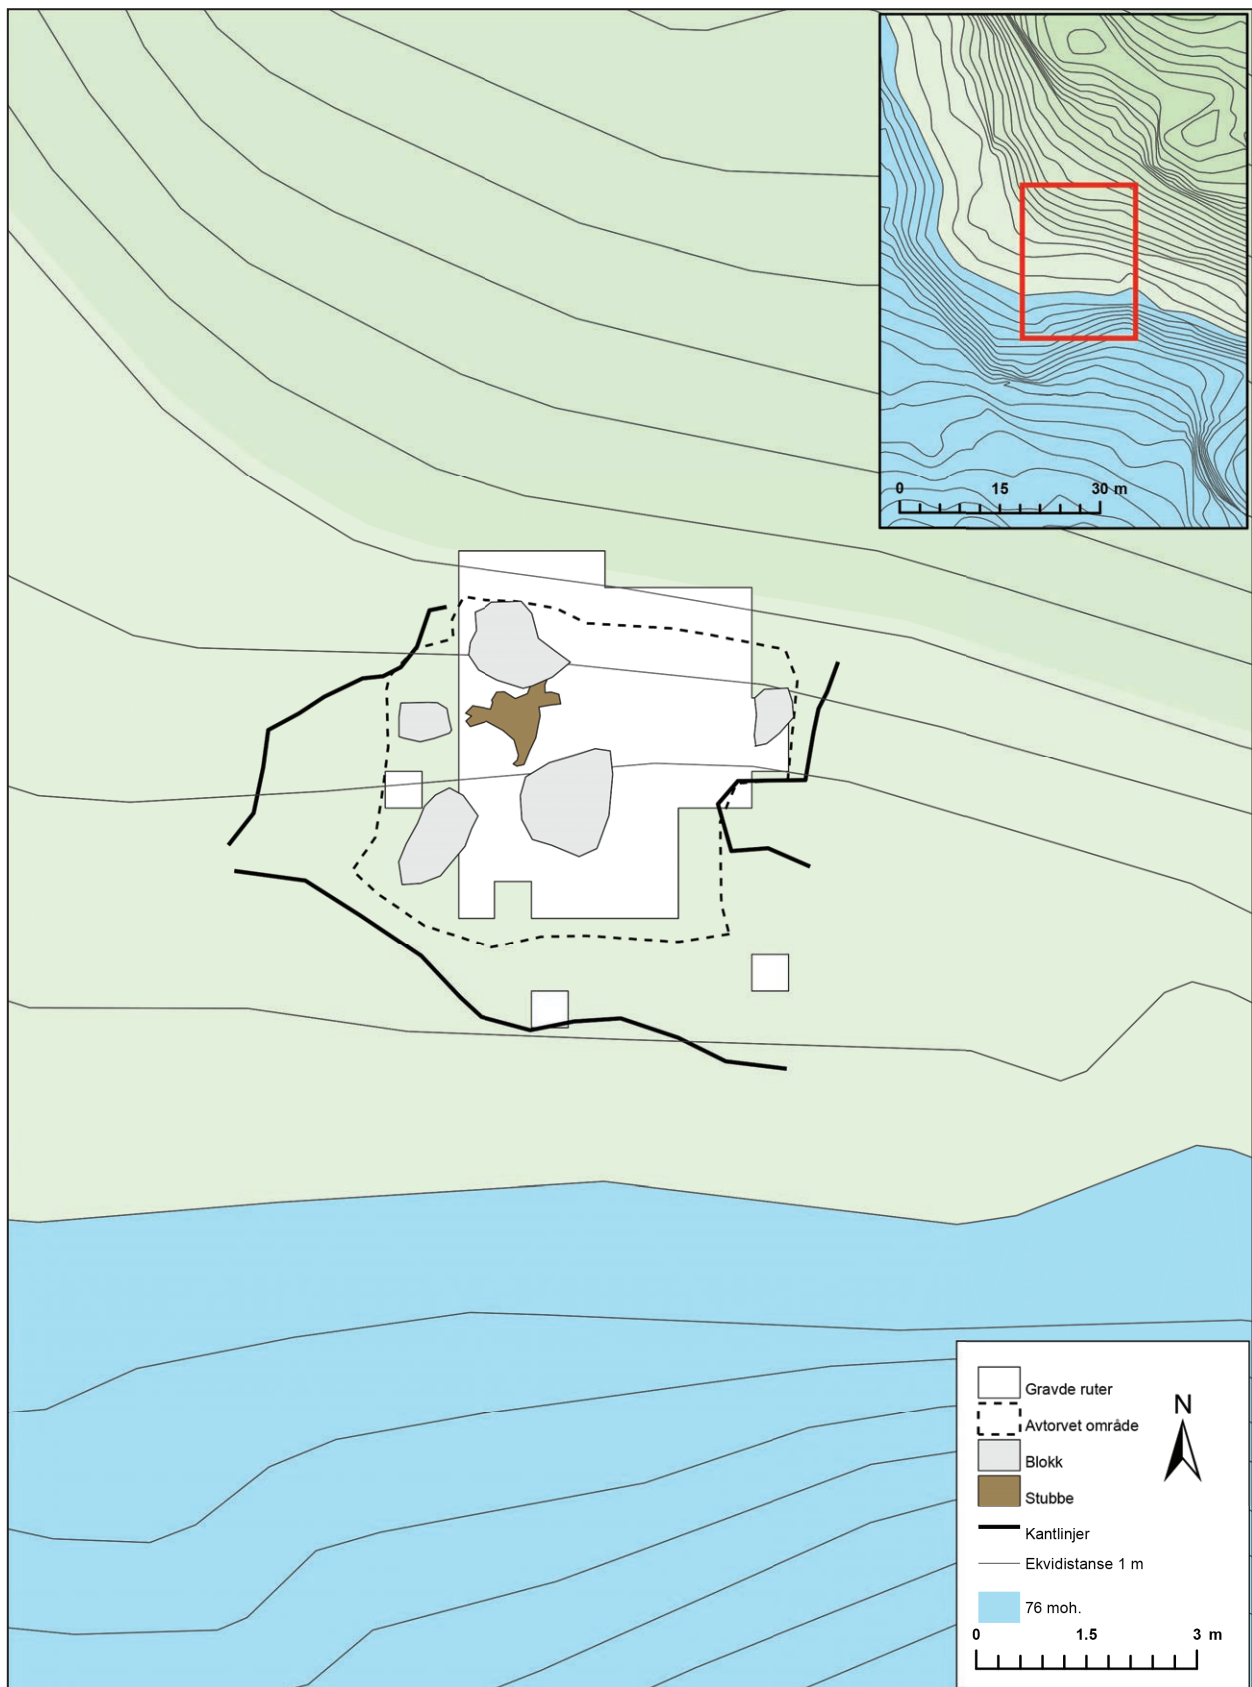 0 15 30 m
N
Gravde ruter
Avtorvet område
Blokk
Stubbe
Kantlinjer
Ekvidistanse 1 m
76 moh.
0 1.5 3 m